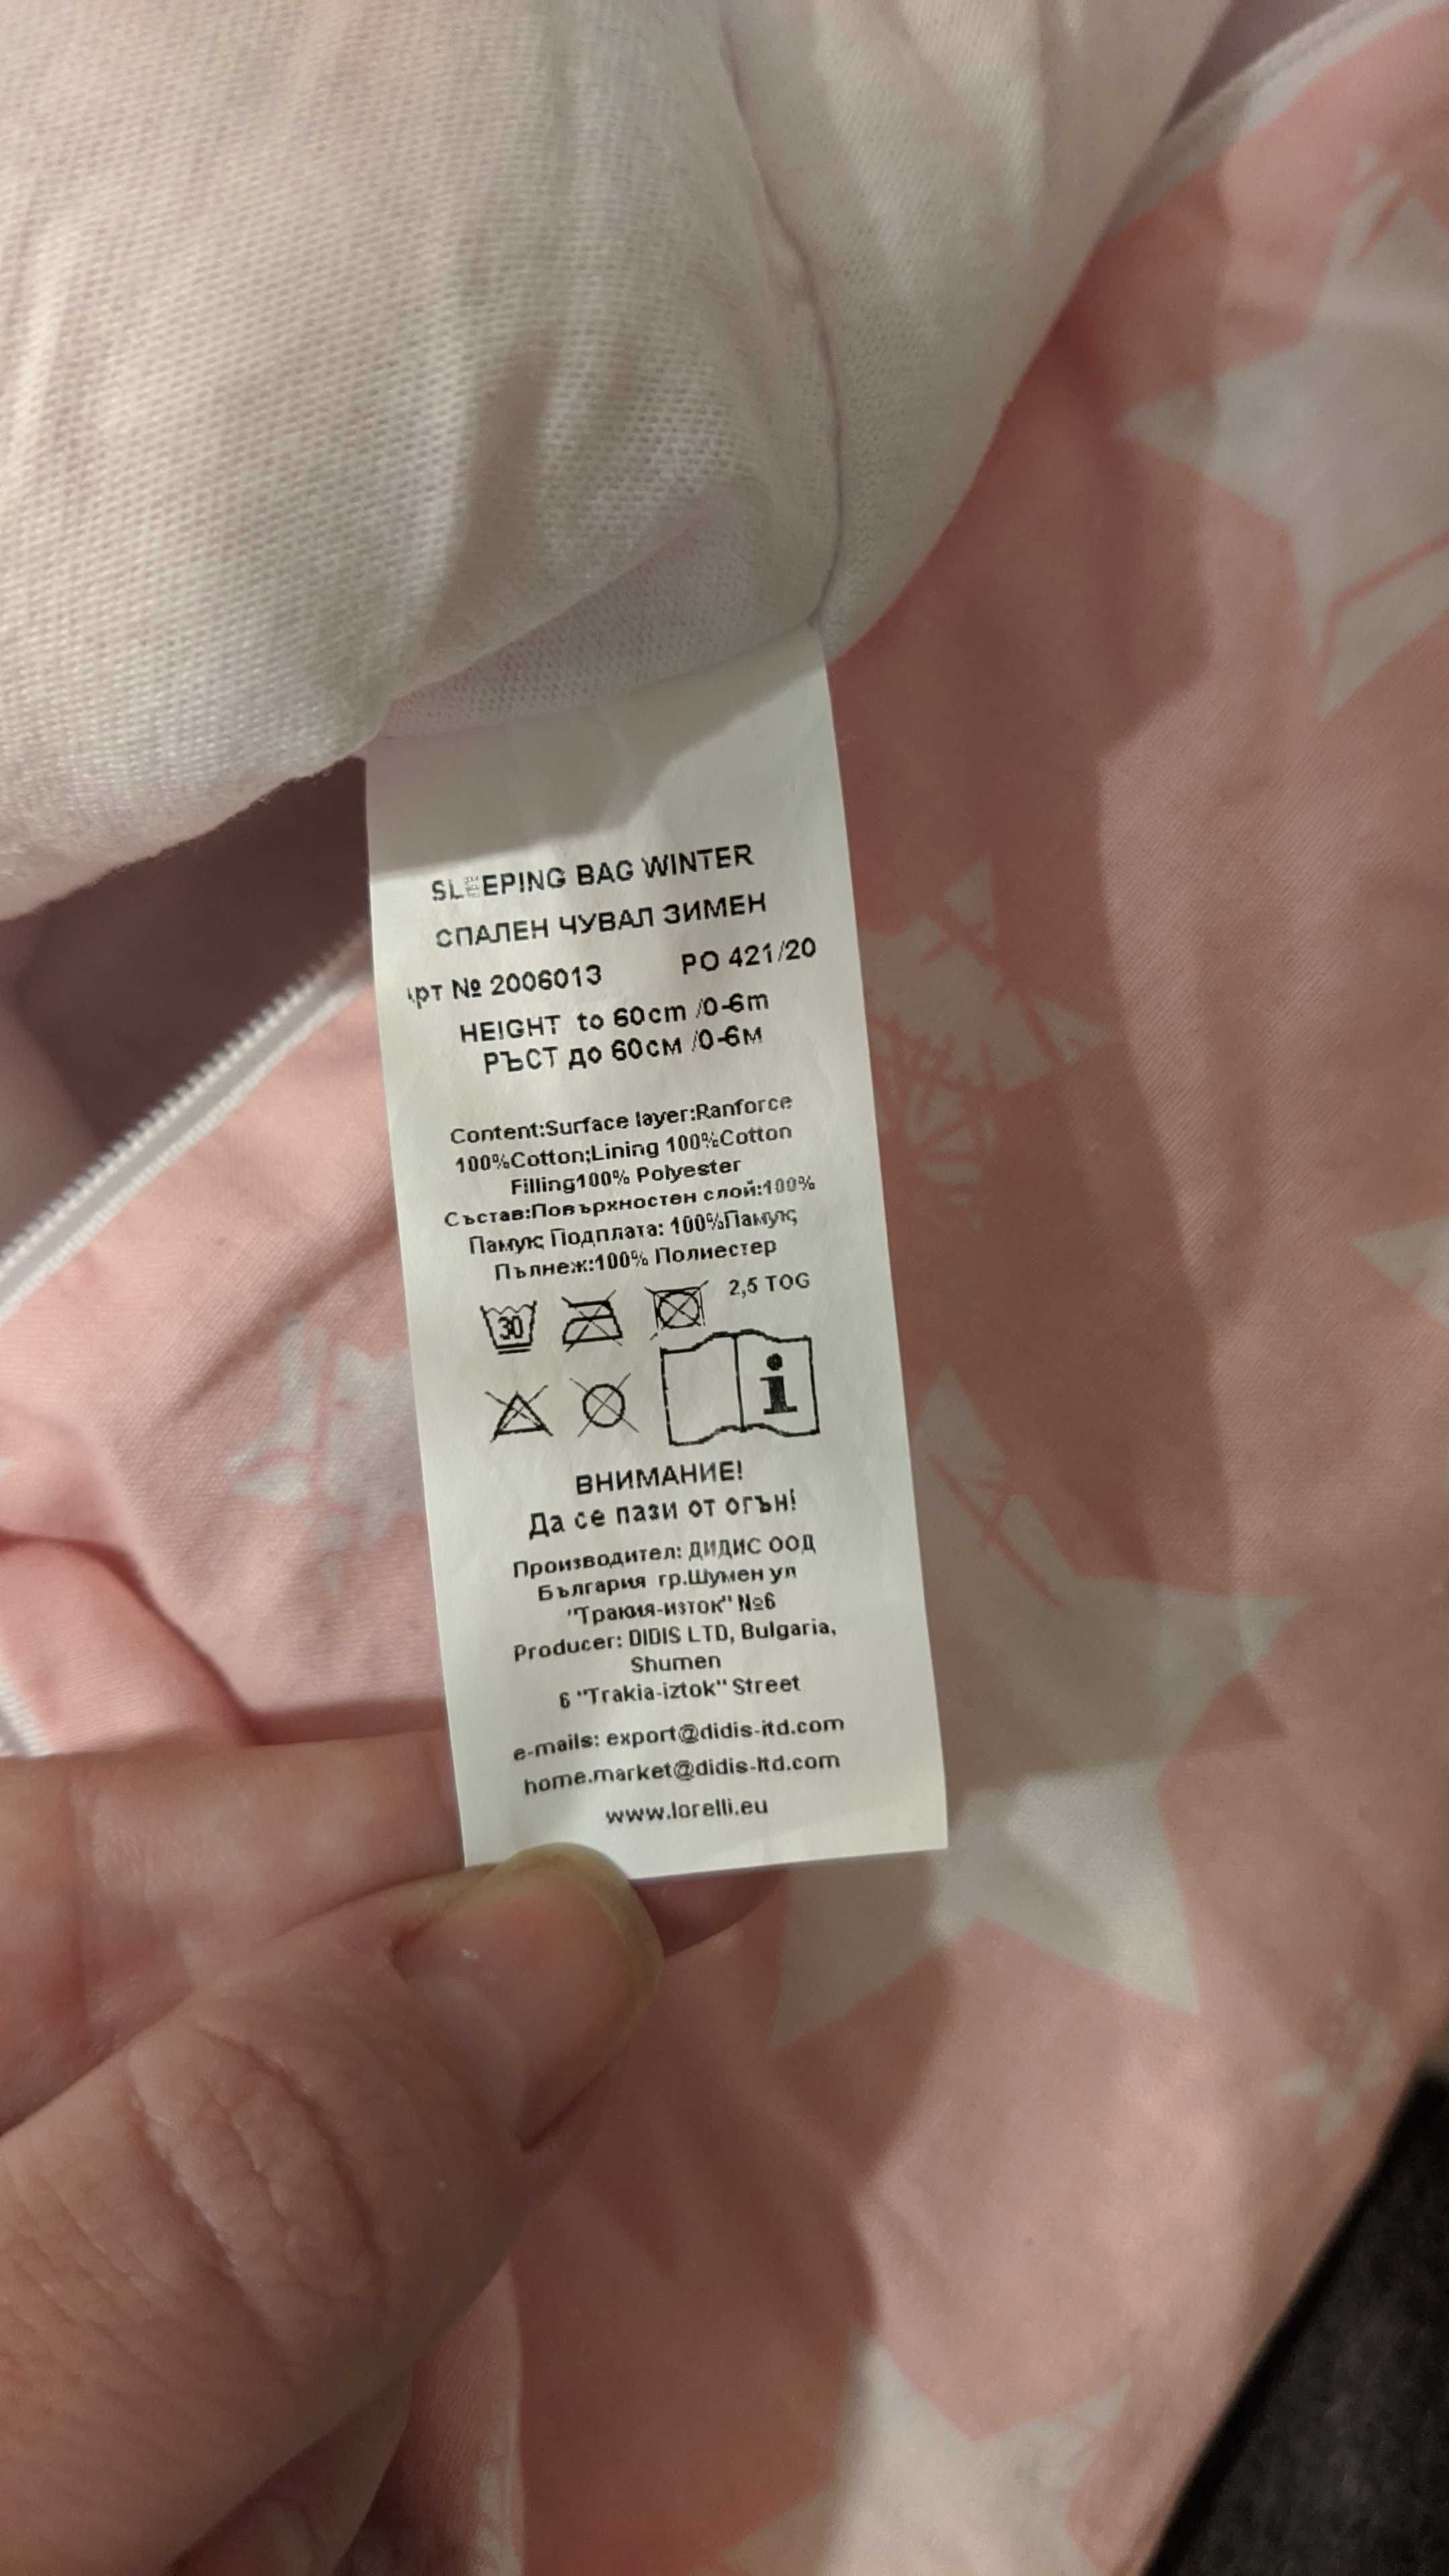 SLEEPING BAG WINTER
СПАЛЕН ЧУВАЛ ЗИМЕН
Арт № 2006013 PO 421/20
HEIGHT to 60cm /0-6m
РЪСТ до 60см /0-6м
Content:Surface layer:Ranforce
100%Cotton;Lining 100%Cotton
Filling100% Polyester
Състав:Повърхностен слой:100%
Памук; Подплата: 100%Памук;
Пълнеж:100% Полиестер
30
2,5 TOG
i
ВНИМАНИЕ!
Да се пази от огън!
Производител: ДИДИС ООД
България гр.Шумен ул
"Тракия-изток" №6
Producer: DIDIS LTD, Bulgaria,
Shumen
6 "Trakia-iztok" Street
e-mails: export@didis-ltd.com
home.market@didis-ltd.com
www.lorelli.eu